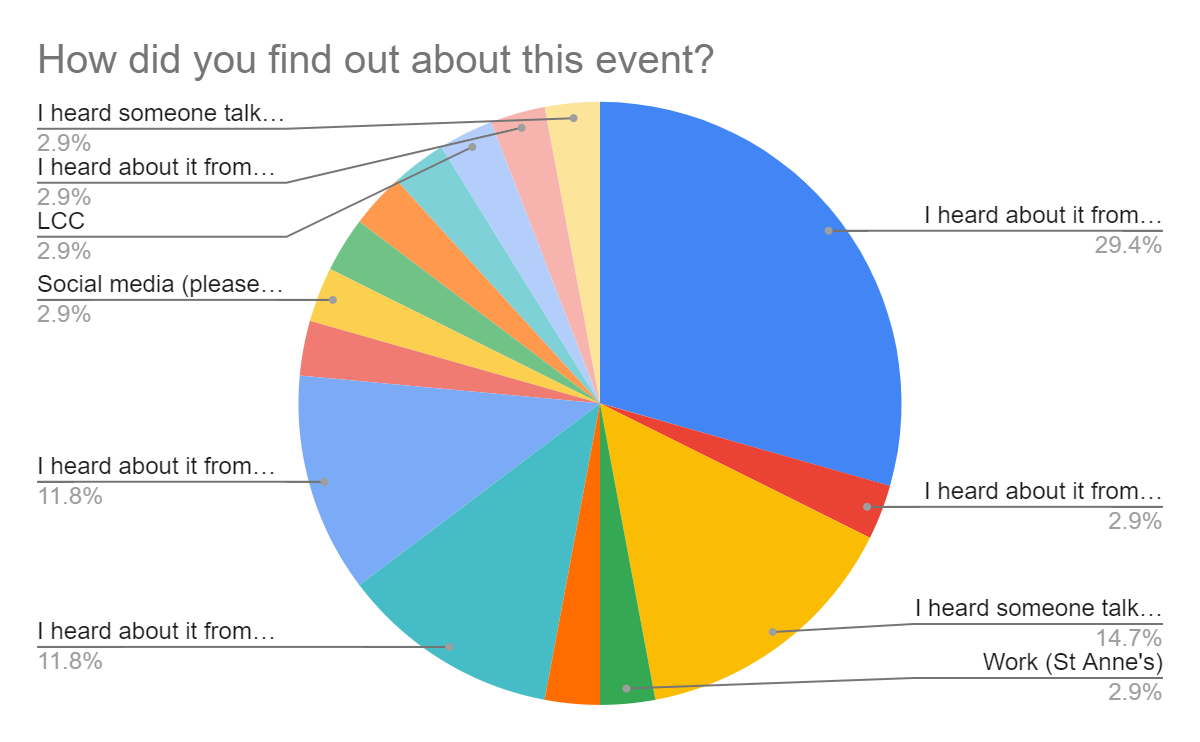 How did you find out about this event?
I heard someone talk…
2.9%
I heard about it from…
2.9%
LCC
2.9%
Social media (please…
2.9%
I heard about it from…
11.8%
I heard about it from…
11.8%
I heard about it from…
29.4%
I heard about it from…
2.9%
I heard someone talk…
14.7%
Work (St Anne's)
2.9%